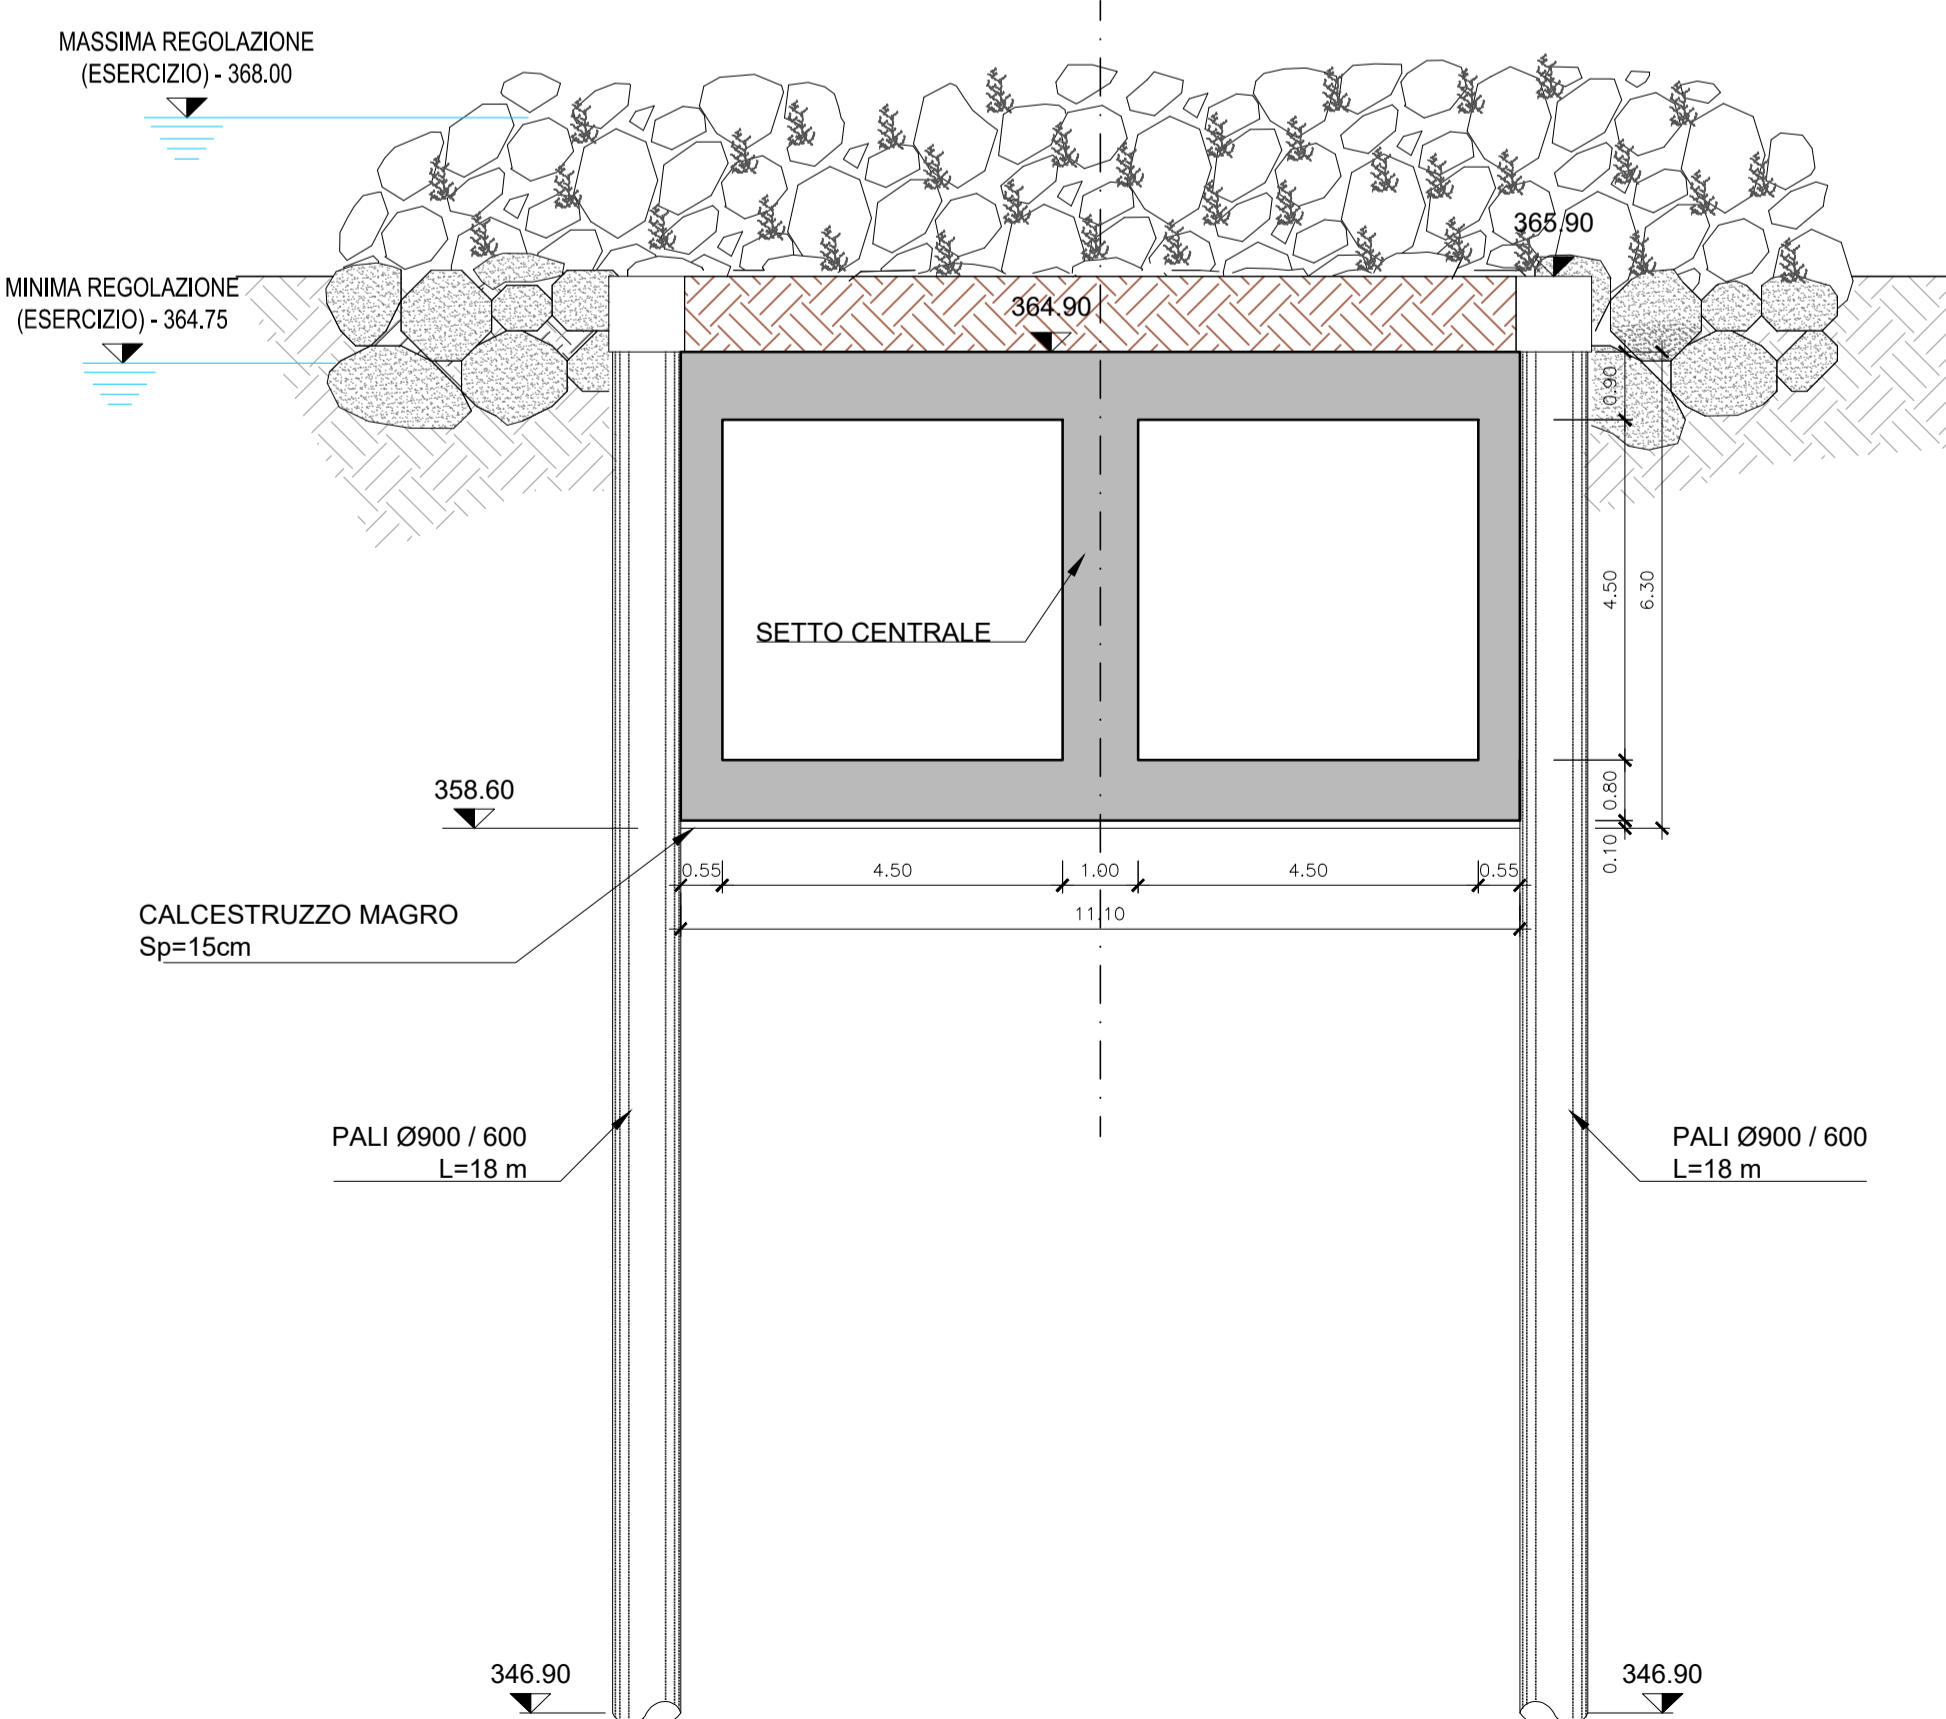 MASSIMA REGOLAZIONE
(ESERCIZIO) - 368.00
365.90
MINIMA REGOLAZIONE
(ESERCIZIO) - 364.75
364.90
0.90
4.50
6.30
SETTO CENTRALE
358.60
0.80
0.10
0.55
4.50
1.00
4.50
0.55
11.10
CALCESTRUZZO MAGRO
Sp=15cm
PALI Ø900 / 600
L=18 m
PALI Ø900 / 600
L=18 m
346.90
346.90